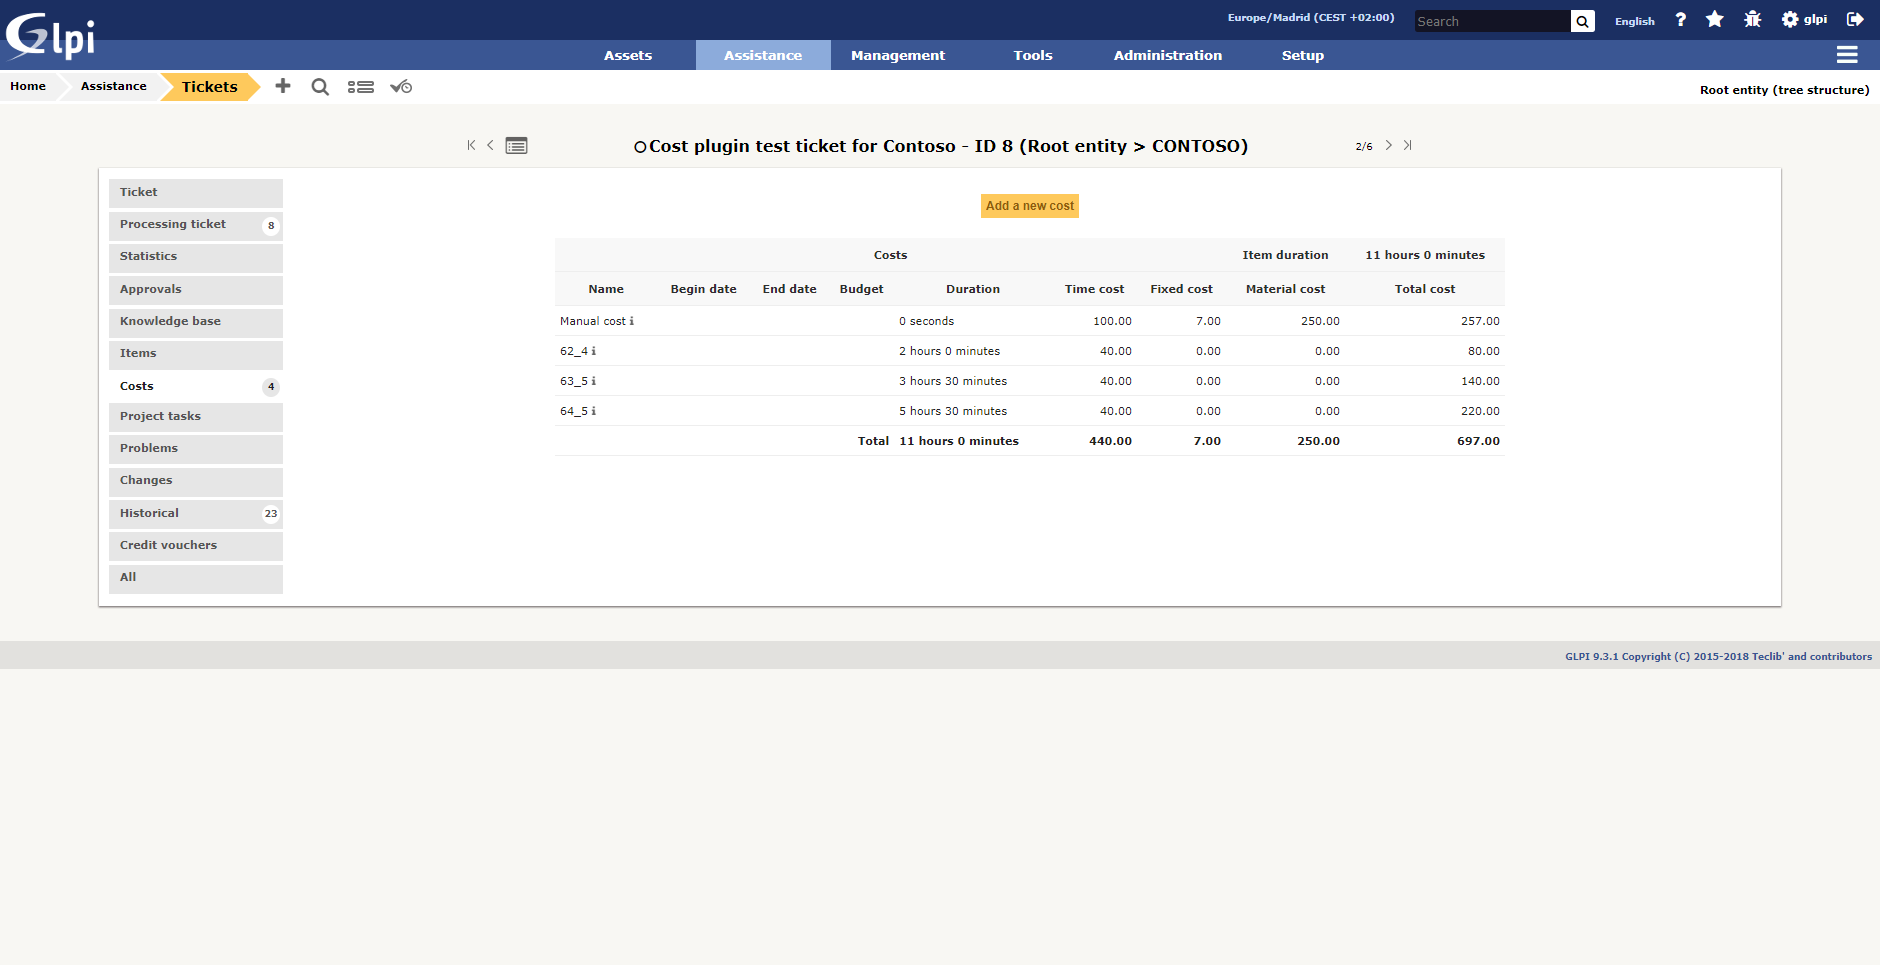 Glpi
Europe/Madrid (CEST +02:00)
Search
English
?
glpi
Assets
Assistance
Management
Tools
Administration
Setup
Home
Assistance
Tickets
Root entity (tree structure)
Cost plugin test ticket for Contoso - ID 8 (Root entity > CONTOSO)
2/6
Ticket
Processing ticket 8
Statistics
Approvals
Knowledge base
Items
Costs 4
Project tasks
Problems
Changes
Historical 23
Credit vouchers
All
Add a new cost
Costs Item duration 11 hours 0 minutes
Name Begin date End date Budget Duration Time cost Fixed cost Material cost Total cost
Manual cost 0 seconds 100.00 7.00 250.00 257.00
62_4 2 hours 0 minutes 40.00 0.00 0.00 80.00
63_5 3 hours 30 minutes 40.00 0.00 0.00 140.00
64_5 5 hours 30 minutes 40.00 0.00 0.00 220.00
Total 11 hours 0 minutes 440.00 7.00 250.00 697.00
GLPI 9.3.1 Copyright (C) 2015-2018 Teclib' and contributors